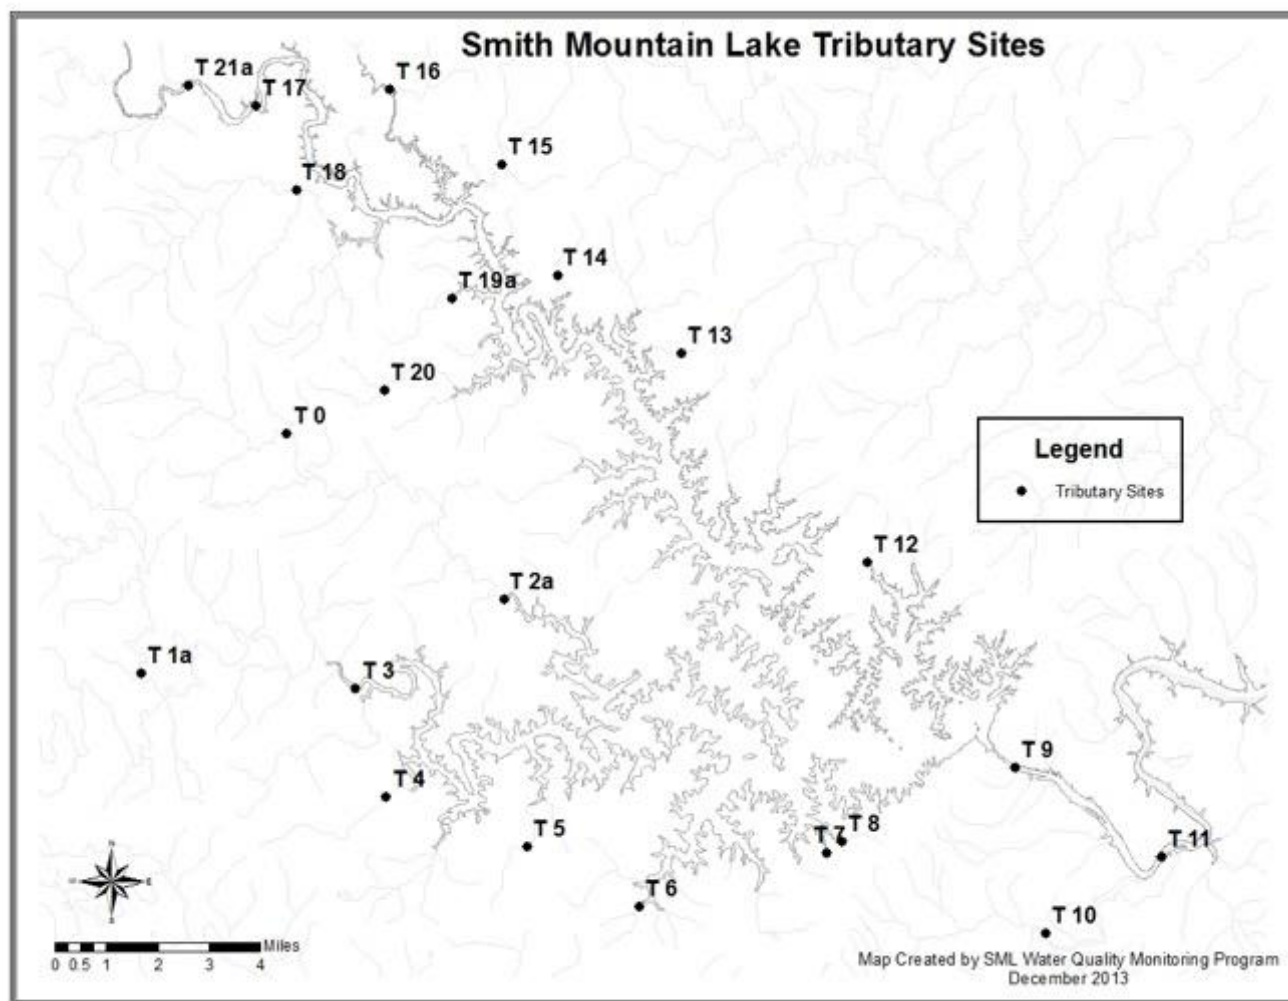 Smith Mountain Lake Tributary Sites
T 21a
T 17
T 16
T 15
T 18
T 14
T 19a
T 13
T 20
T 0
Legend
Tributary Sites
T 12
T 2a
T 1a
T 3
T 9
T 4
T 5
T 7
T 8
T 11
T 6
T 10
Miles
0 0.5 1 2 3 4
Map Created by SML Water Quality Monitoring Program
December 2013